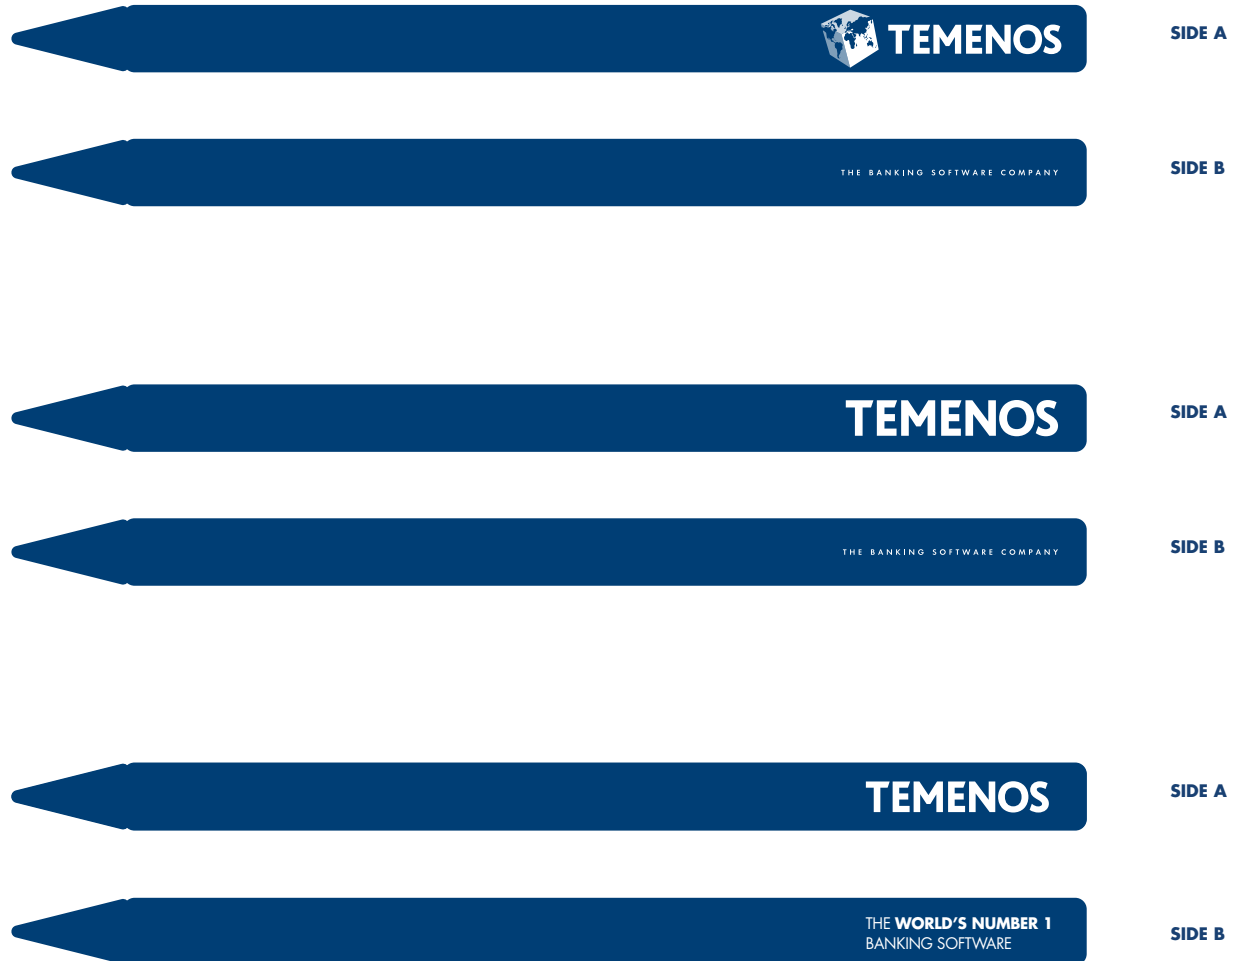 TEMENOS
SIDE A
THE BANKING SOFTWARE COMPANY
SIDE B
TEMENOS
SIDE A
THE BANKING SOFTWARE COMPANY
SIDE B
TEMENOS
SIDE A
THE WORLD'S NUMBER 1
BANKING SOFTWARE
SIDE B